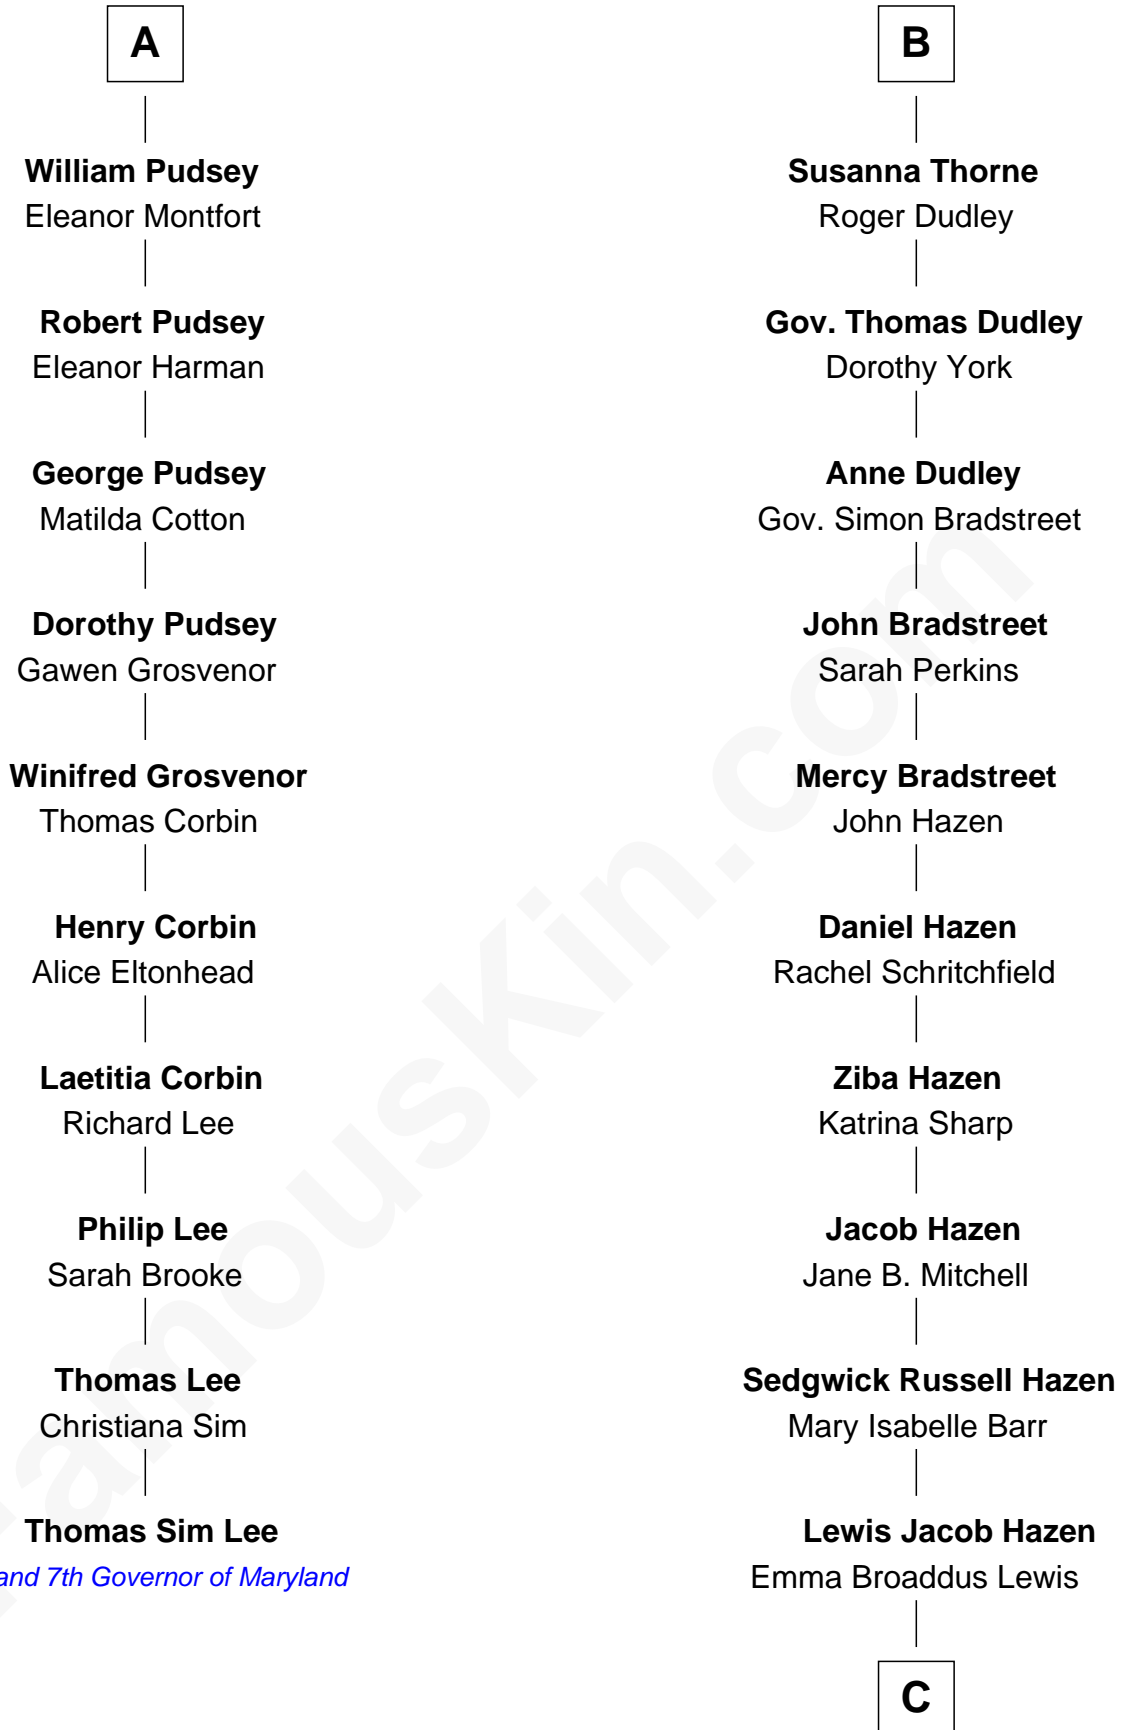 A
William Pudsey
Eleanor Montfort
Robert Pudsey
Eleanor Harman
George Pudsey
Matilda Cotton
Dorothy Pudsey
Gawen Grosvenor
Winifred Grosvenor
Thomas Corbin
Henry Corbin
Alice Eltonhead
Laetitia Corbin
Richard Lee
Philip Lee
Sarah Brooke
Thomas Lee
Christiana Sim
Thomas Sim Lee
and 7th Governor of Maryland
B
Susanna Thorne
Roger Dudley
Gov. Thomas Dudley
Dorothy York
Anne Dudley
Gov. Simon Bradstreet
John Bradstreet
Sarah Perkins
Mercy Bradstreet
John Hazen
Daniel Hazen
Rachel Schritchfield
Ziba Hazen
Katrina Sharp
Jacob Hazen
Jane B. Mitchell
Sedgwick Russell Hazen
Mary Isabelle Barr
Lewis Jacob Hazen
Emma Broaddus Lewis
C
FamousKin.com